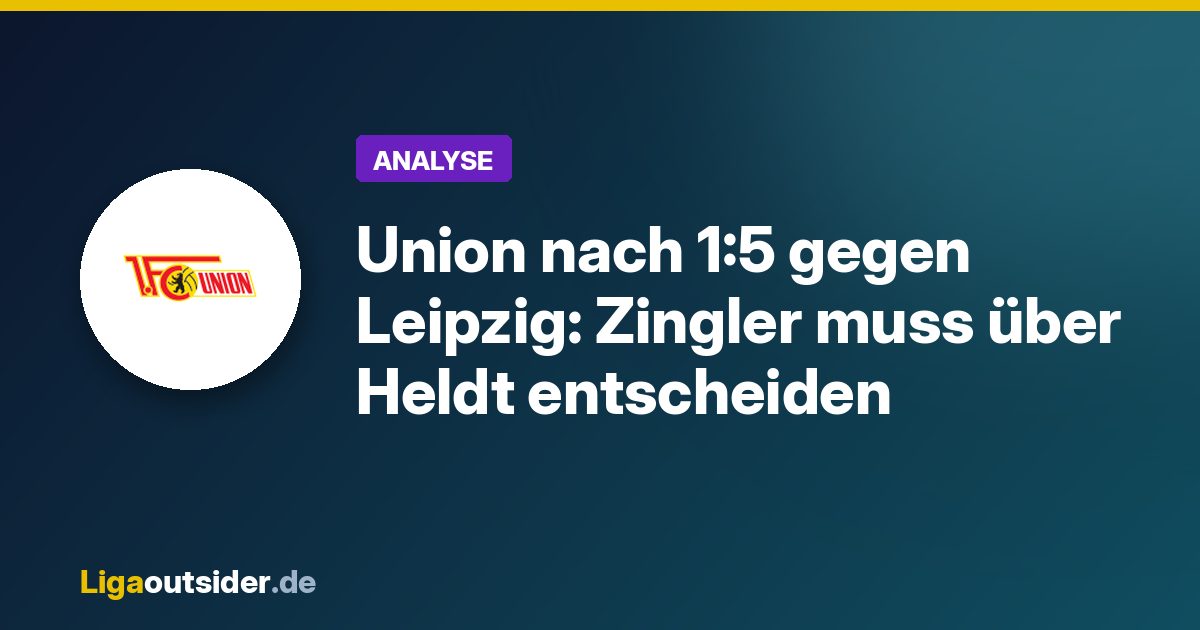 1.FC UNION
ANALYSE
Union nach 1:5 gegen
Leipzig: Zingler muss über
Heldt entscheiden
Ligaoutsider.de